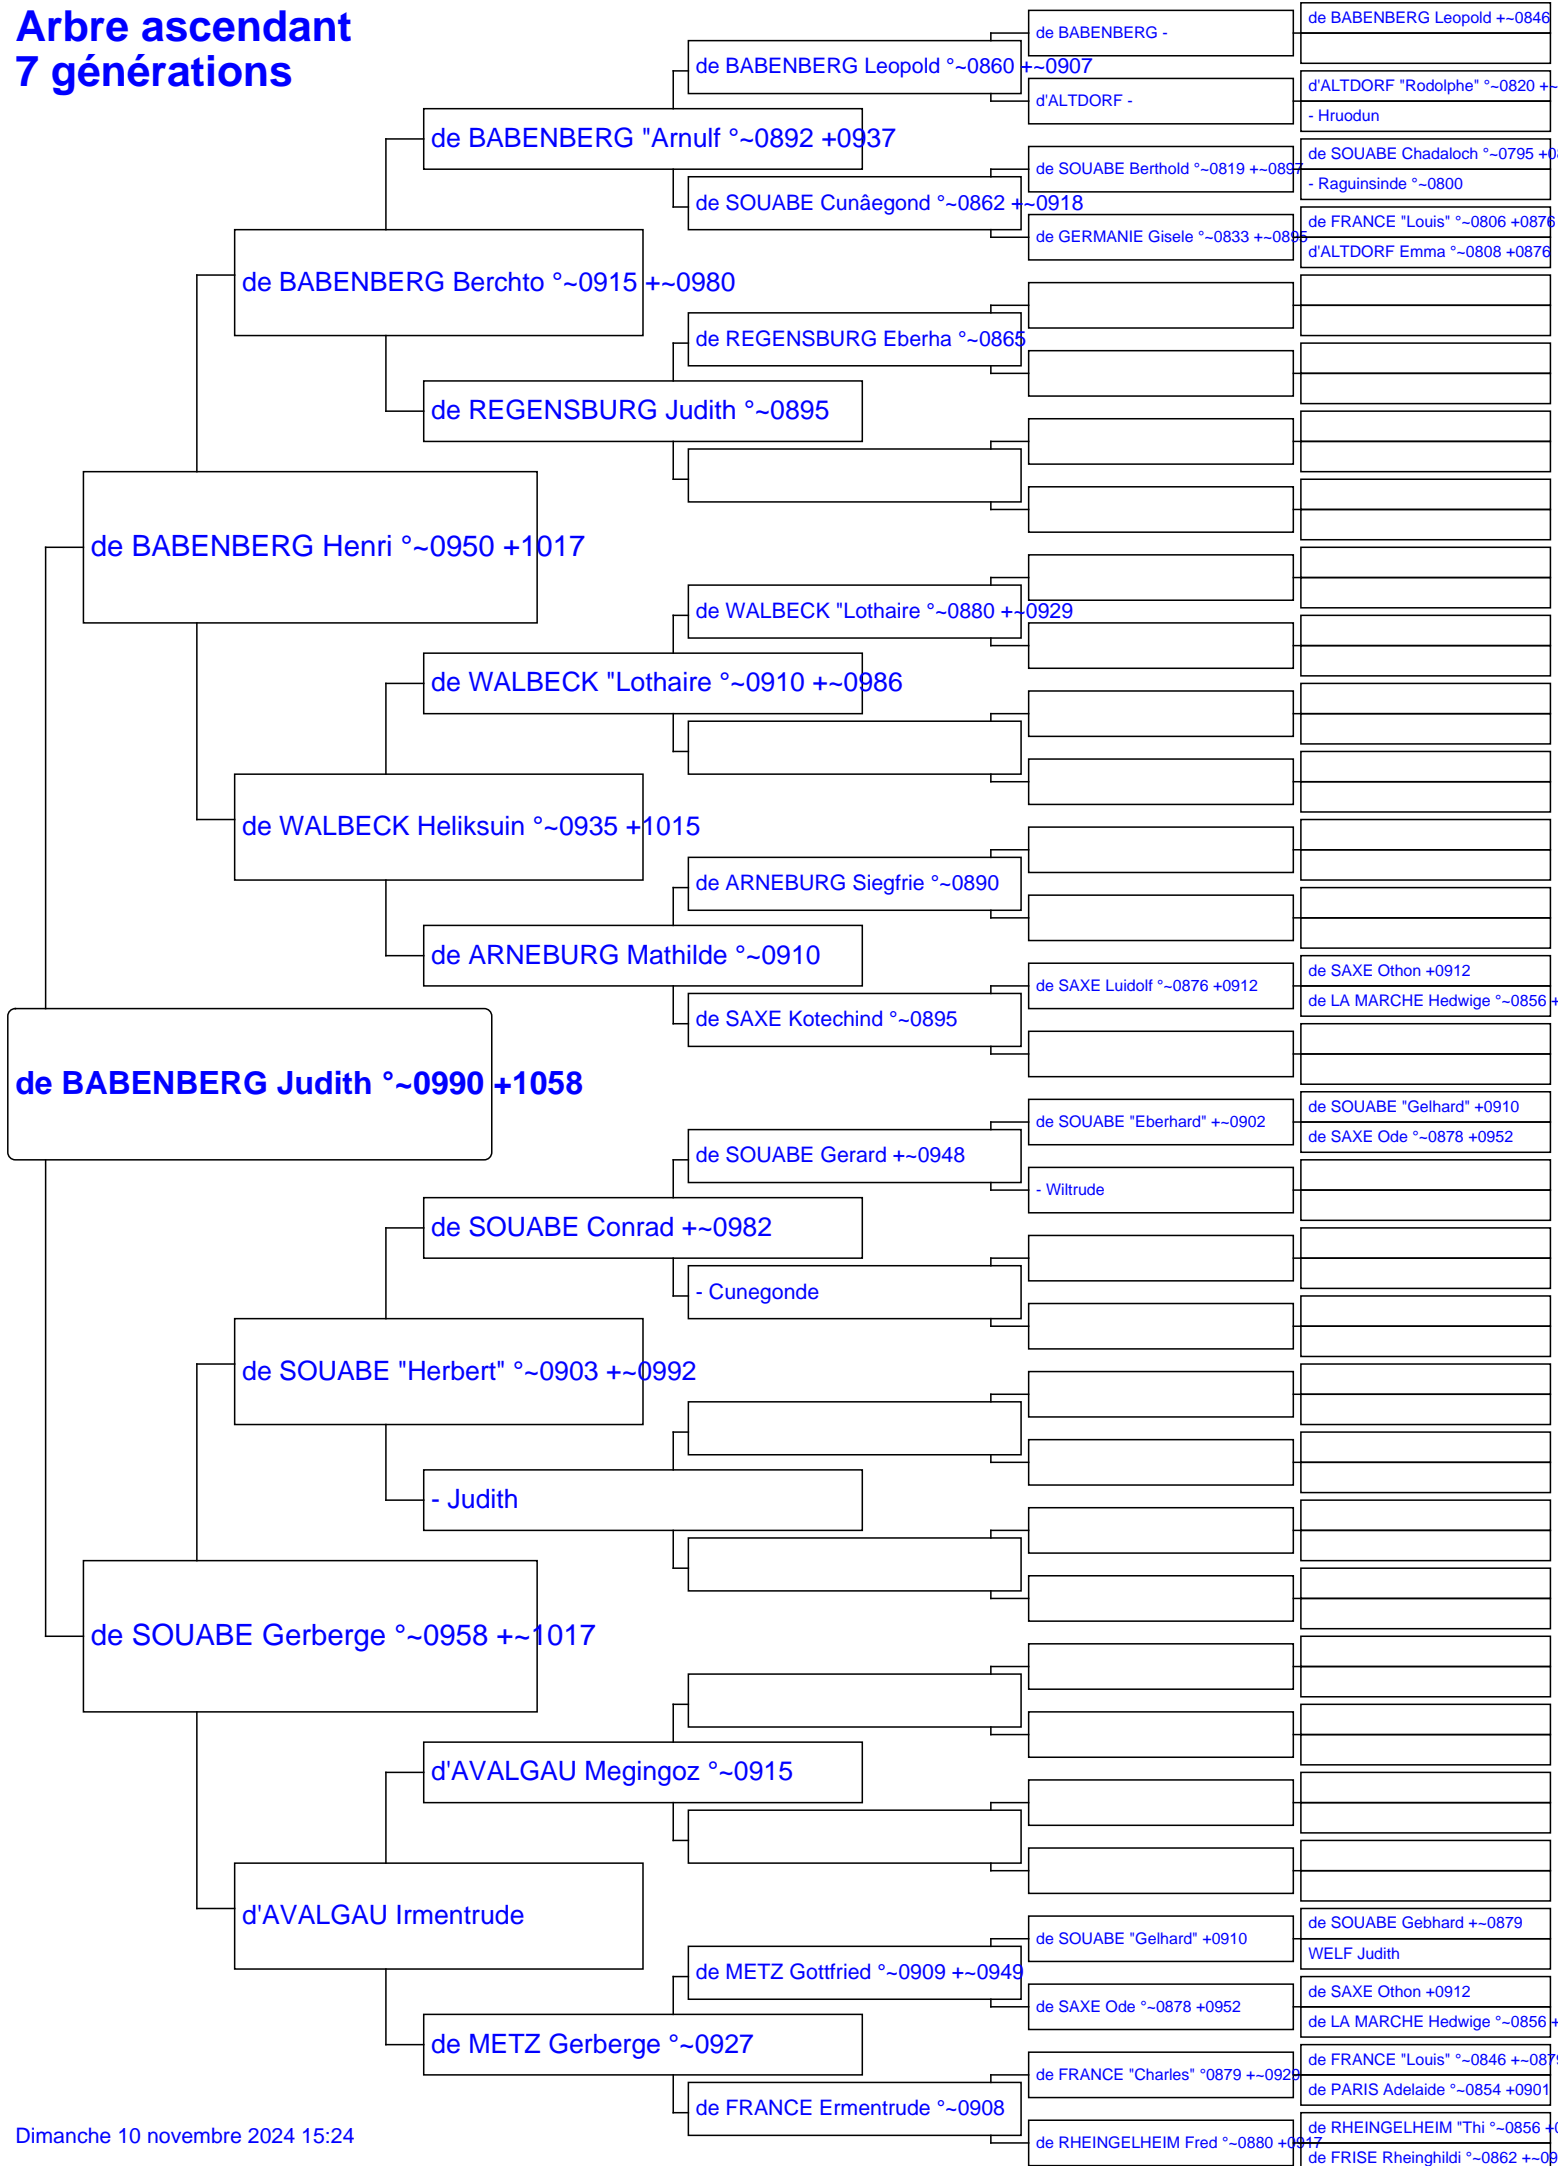 Arbre ascendant
7 générations
de BABENBERG Judith °~0990 +1058
de BABENBERG Henri °~0950 +1017
de SOUABE Gerberge °~0958 +~1017
de BABENBERG Berchto °~0915 +~0980
de WALBECK Heliksuin °~0935 +1015
de SOUABE "Herbert" °~0903 +~0992
d'AVALGAU Irmentrude
de BABENBERG "Arnulf °~0892 +0937
de REGENSBURG Judith °~0895
de WALBECK "Lothaire °~0910 +~0986
de ARNEBURG Mathilde °~0910
de SOUABE Conrad +~0982
- Judith
d'AVALGAU Megingoz °~0915
de METZ Gerberge °~0927
de BABENBERG Leopold °~0860 +~0907
de SOUABE Cunâegond °~0862 +~0918
de REGENSBURG Eberha °~0865
de WALBECK "Lothaire °~0880 +~0929
de ARNEBURG Siegfrie °~0890
de SAXE Kotechind °~0895
de SOUABE Gerard +~0948
- Cunegonde
de METZ Gottfried °~0909 +~0949
de FRANCE Ermentrude °~0908
de BABENBERG -
d'ALTDORF -
de SOUABE Berthold °~0819 +~0897
de GERMANIE Gisele °~0833 +~0895
de SAXE Luidolf °~0876 +0912
de SOUABE "Eberhard" +~0902
- Wiltrude
de SOUABE "Gelhard" +0910
de SAXE Ode °~0878 +0952
de FRANCE "Charles" °0879 +~0929
de RHEINGELHEIM Fred °~0880 +0917
de BABENBERG Leopold +~0846
d'ALTDORF "Rodolphe" °~0820 +~
- Hruodun
de SOUABE Chadaloch °~0795 +0
- Raguinsinde °~0800
de FRANCE "Louis" °~0806 +0876
d'ALTDORF Emma °~0808 +0876
de SAXE Othon +0912
de LA MARCHE Hedwige °~0856 +
de SOUABE "Gelhard" +0910
de SAXE Ode °~0878 +0952
de SOUABE Gebhard +~0879
WELF Judith
de SAXE Othon +0912
de LA MARCHE Hedwige °~0856 +
de FRANCE "Louis" °~0846 +~0879
de PARIS Adelaide °~0854 +0901
de RHEINGELHEIM "Thi °~0856 +0
de FRISE Rheinghildi °~0862 +~09
Dimanche 10 novembre 2024 15:24